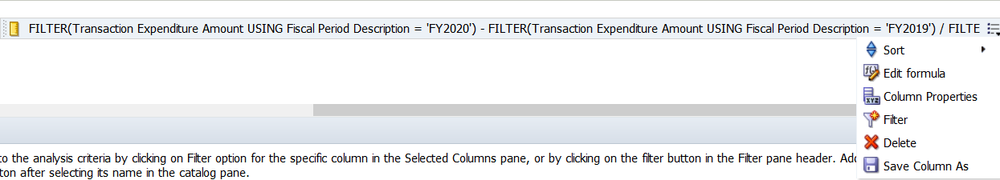 FILTER(Transaction Expenditure Amount USING Fiscal Period Description = 'FY2020') - FILTER(Transaction Expenditure Amount USING Fiscal Period Description = 'FY2019') / FILTE
Sort
Edit formula
Column Properties
Filter
Delete
Save Column As
to the analysis criteria by clicking on Filter option for the specific column in the Selected Columns pane, or by clicking on the filter button in the Filter pane header. Add
ton after selecting its name in the catalog pane.